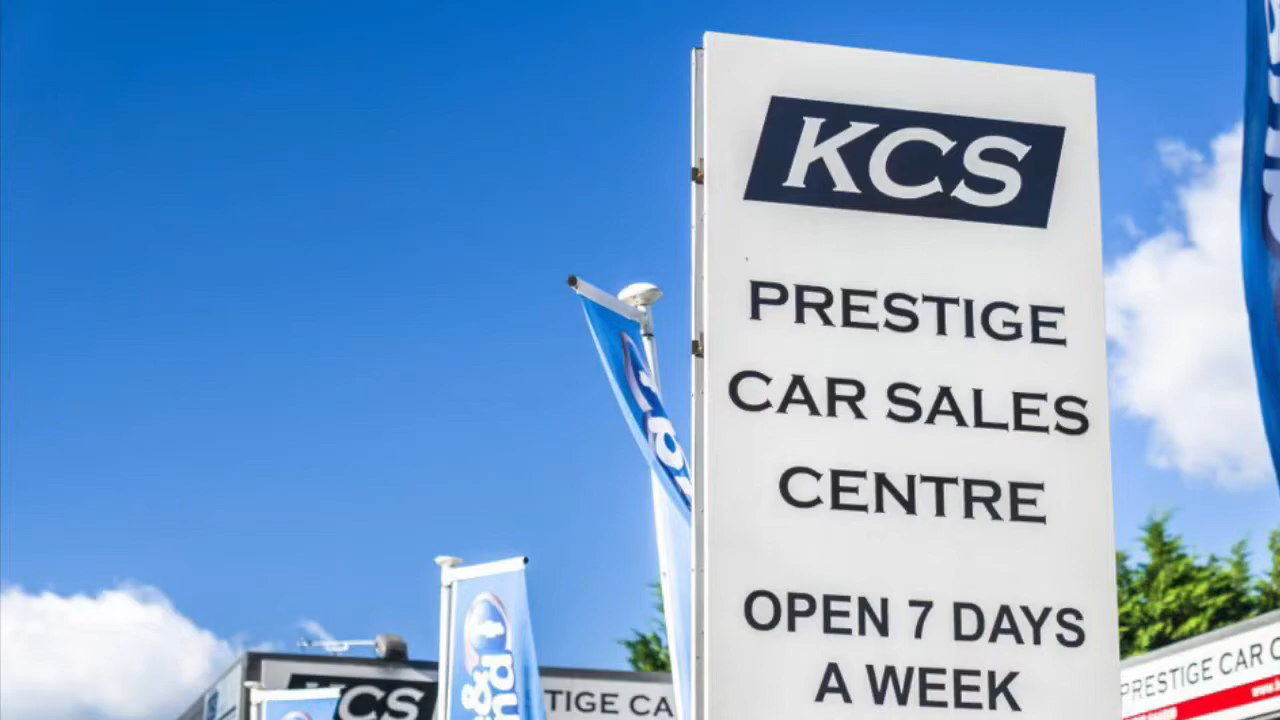 KCS
PRESTIGE
CAR SALES
CENTRE
OPEN 7 DAYS
A WEEK
KCS
TIGE CA
PRESTIGE CAR C